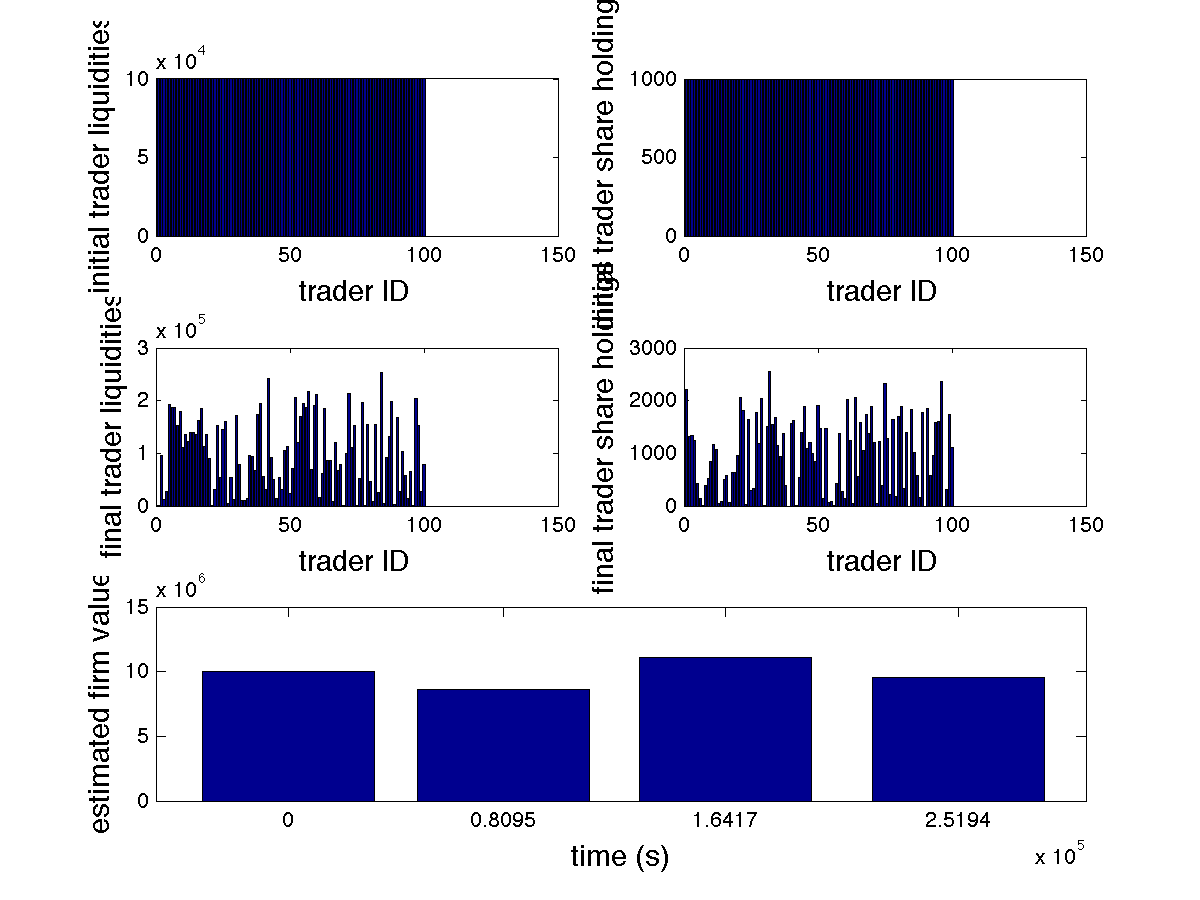 x 10^4
10
5
0
0 50 100 150
trader ID
initial trader liquidities
1000
500
0
0 50 100 150
trader ID
trader share holdings
x 10^5
3
2
1
0
0 50 100 150
trader ID
final trader liquidities
3000
2000
1000
0
0 50 100 150
trader ID
final trader share holdings
x 10^6
15
10
5
0
0 0.8095 1.6417 2.5194
x 10^5
time (s)
estimated firm value